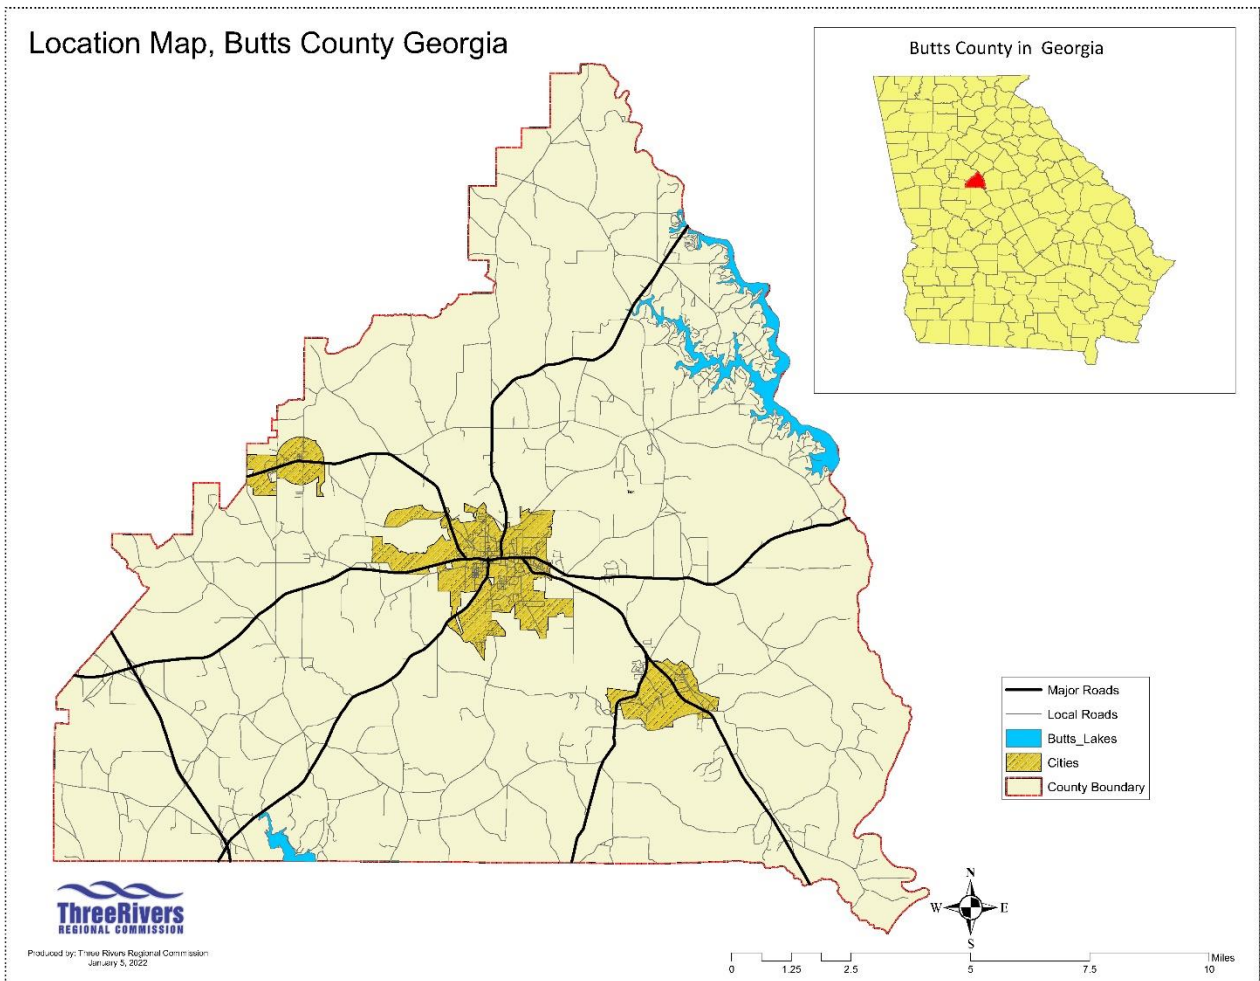 Location Map, Butts County Georgia
Butts County in Georgia
Major Roads
Local Roads
Butts_Lakes
Cities
County Boundary
N
W
E
S
ThreeRivers
REGIONAL COMMISSION
Produced by: Three Rivers Regional Commission
January 5, 2022
Miles
0
1.25
2.5
5
7.5
10